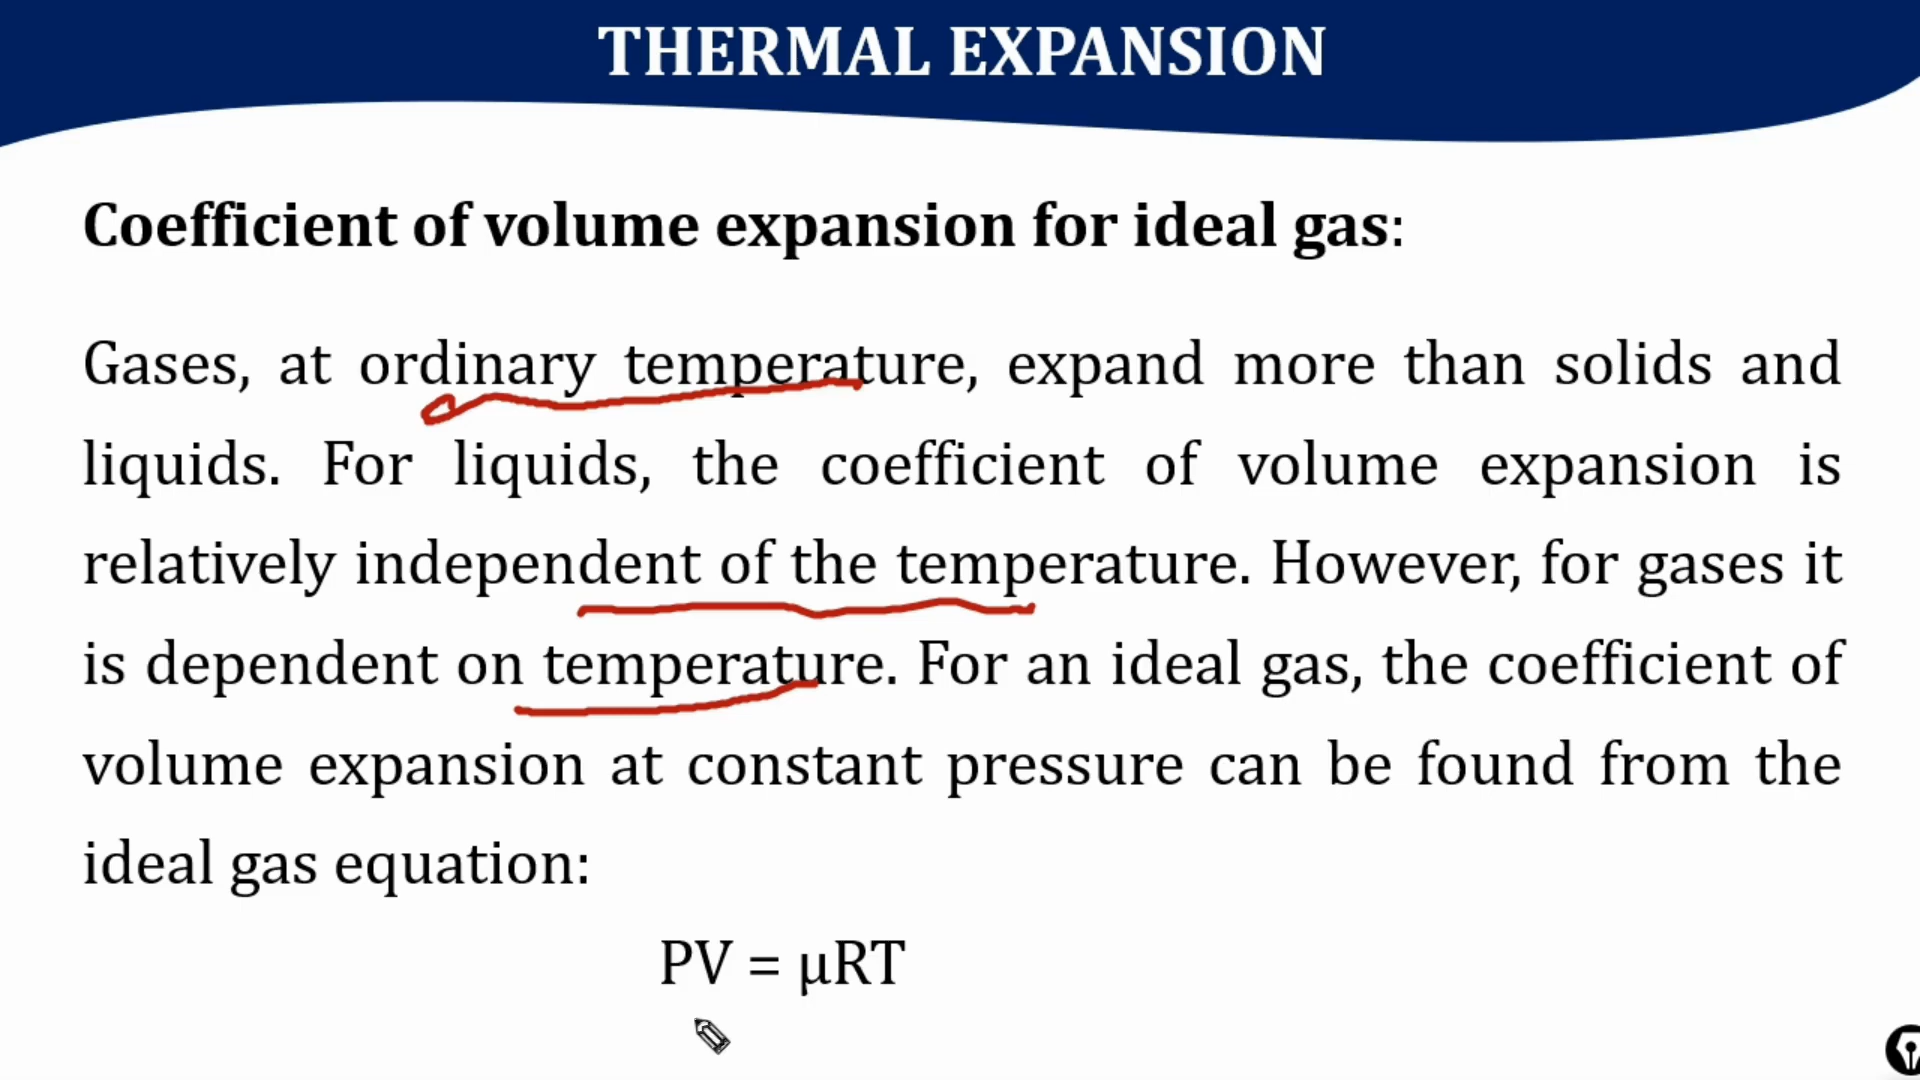 THERMAL EXPANSION
Coefficient of volume expansion for ideal gas:
Gases, at ordinary temperature, expand more than solids and
liquids. For liquids, the coefficient of volume expansion is
relatively independent of the temperature. However, for gases it
is dependent on temperature. For an ideal gas, the coefficient of
volume expansion at constant pressure can be found from the
ideal gas equation:
PV = μRT